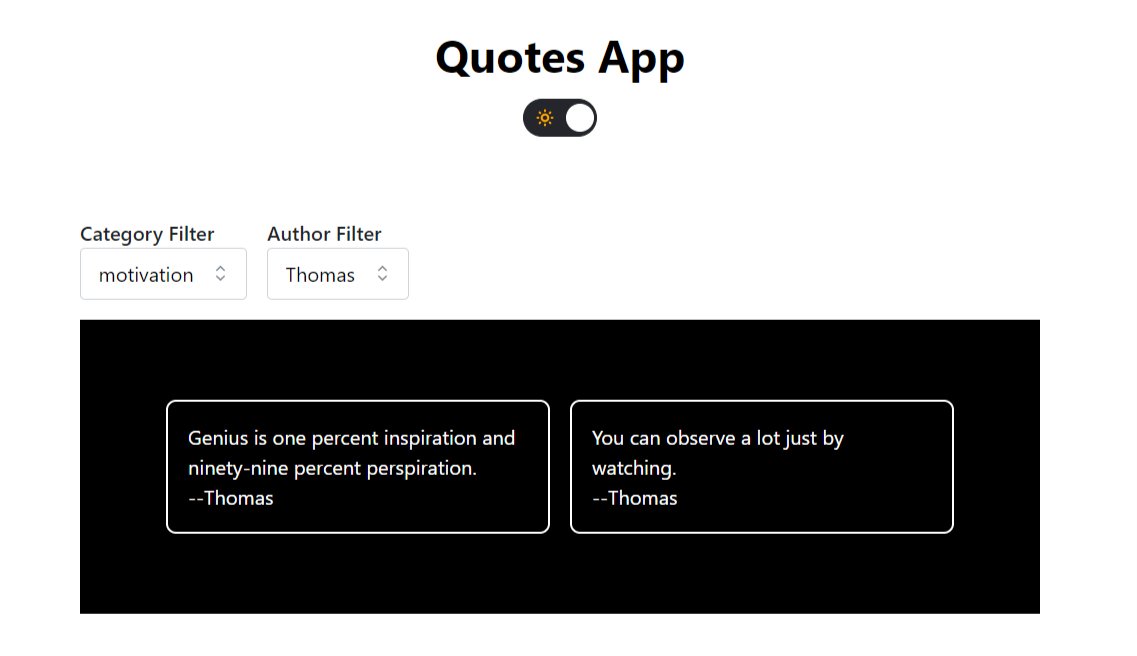 Quotes App
Category Filter
Author Filter
motivation
Thomas
Genius is one percent inspiration and
ninety-nine percent perspiration.
--Thomas
You can observe a lot just by
watching.
--Thomas